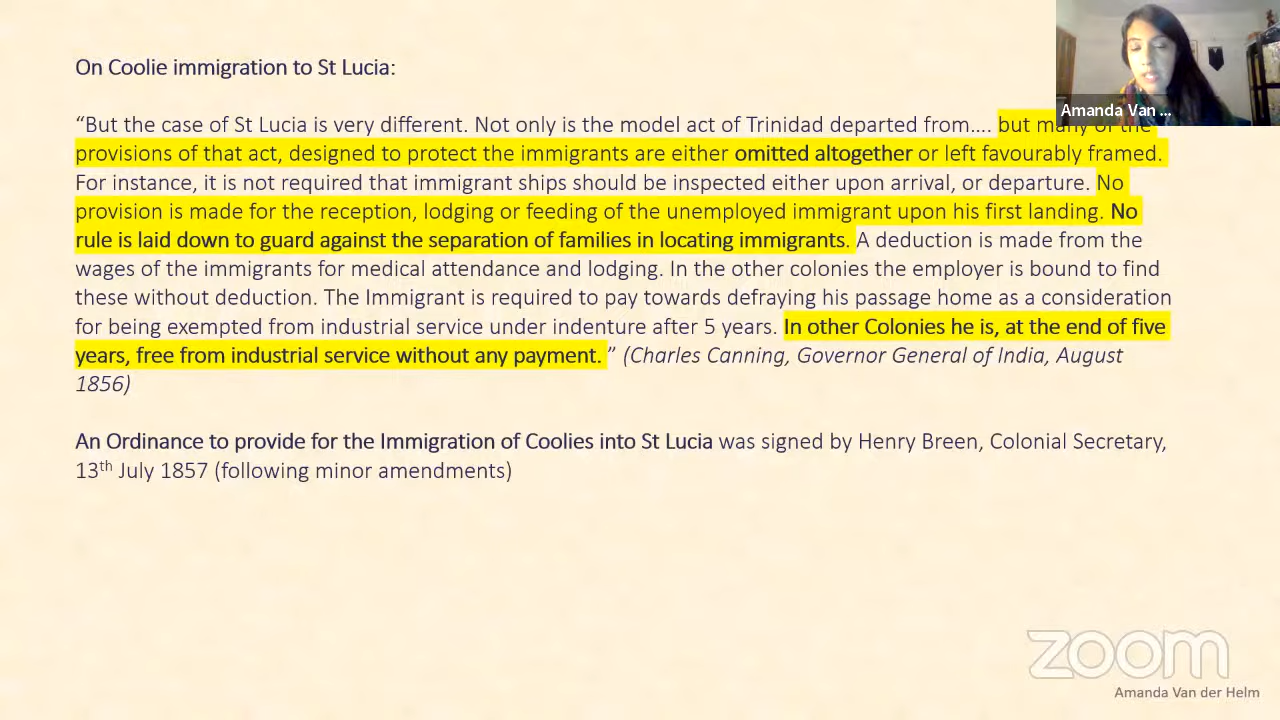 On Coolie immigration to St Lucia:
Amanda Van ...
“But the case of St Lucia is very different. Not only is the model act of Trinidad departed from…. but many of the
provisions of that act, designed to protect the immigrants are either omitted altogether or left favourably framed.
For instance, it is not required that immigrant ships should be inspected either upon arrival, or departure. No
provision is made for the reception, lodging or feeding of the unemployed immigrant upon his first landing. No
rule is laid down to guard against the separation of families in locating immigrants. A deduction is made from the
wages of the immigrants for medical attendance and lodging. In the other colonies the employer is bound to find
these without deduction. The Immigrant is required to pay towards defraying his passage home as a consideration
for being exempted from industrial service under indenture after 5 years. In other Colonies he is, at the end of five
years, free from industrial service without any payment. ” (Charles Canning, Governor General of India, August
1856)
An Ordinance to provide for the Immigration of Coolies into St Lucia was signed by Henry Breen, Colonial Secretary,
13th July 1857 (following minor amendments)
zoom
Amanda Van der Helm